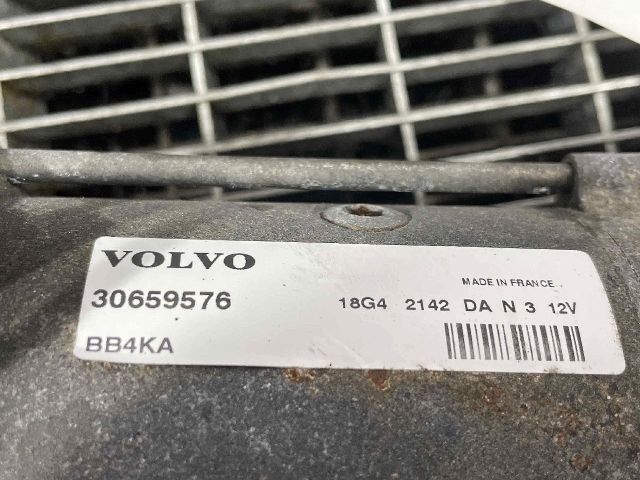 VOLVO
MADE IN FRANCE
30659576
18G4 2142 DA N 3 12V
BB4KA